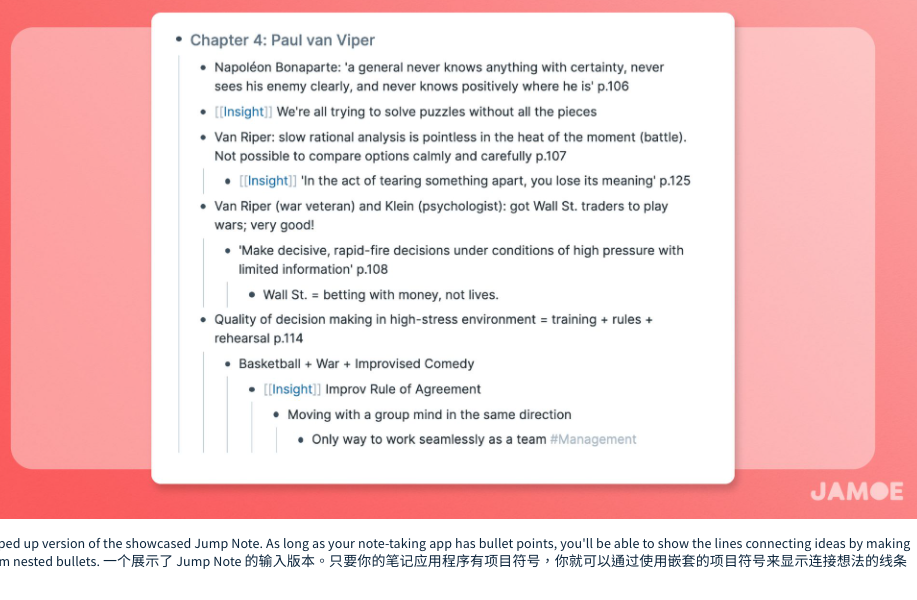 Chapter 4: Paul van Viper
Napoléon Bonaparte: 'a general never knows anything with certainty, never
sees his enemy clearly, and never knows positively where he is' p.106
[[Insight]] We're all trying to solve puzzles without all the pieces
Van Riper: slow rational analysis is pointless in the heat of the moment (battle).
Not possible to compare options calmly and carefully p.107
[[Insight]] 'In the act of tearing something apart, you lose its meaning' p.125
Van Riper (war veteran) and Klein (psychologist): got Wall St. traders to play
wars; very good!
'Make decisive, rapid-fire decisions under conditions of high pressure with
limited information' p.108
Wall St. = betting with money, not lives.
Quality of decision making in high-stress environment = training + rules +
rehearsal p.114
Basketball + War + Improvised Comedy
[[Insight]] Improv Rule of Agreement
Moving with a group mind in the same direction
Only way to work seamlessly as a team #Management
JAMOE
up version of the showcased Jump Note. As long as your note-taking app has bullet points, you'll be able to show the lines connecting ideas by making
nested bullets. 一个展示了 Jump Note 的输入版本。只要你的笔记应用程序有项目符号，你就可以通过使用嵌套的项目符号来显示连接想法的线条